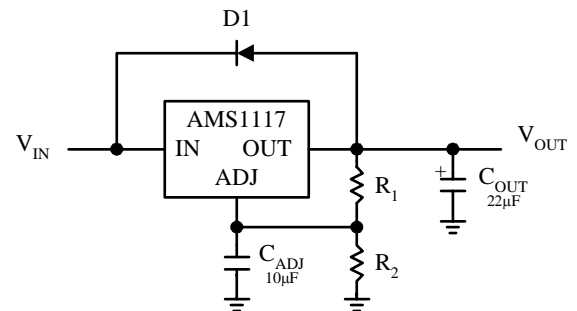 D1
AMS1117
V_IN IN OUT V_OUT
ADJ
R_1
+ C_OUT
22µF
C_ADJ
10µF
R_2